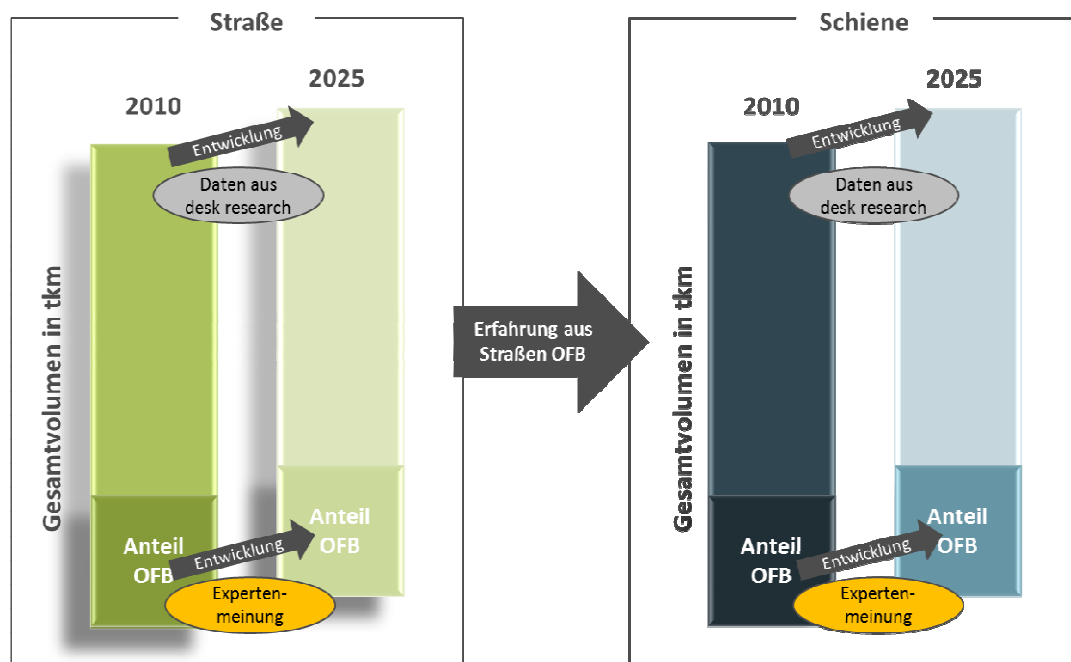 Straße
2010
2025
Entwicklung
Daten aus
desk research
Gesamtvolumen in tkm
Anteil
OFB
Anteil
OFB
Entwicklung
Experten-
meinung
Erfahrung aus
Straßen OFB
Schiene
2010
2025
Entwicklung
Daten aus
desk research
Gesamtvolumen in tkm
Anteil
OFB
Anteil
OFB
Entwicklung
Experten-
meinung